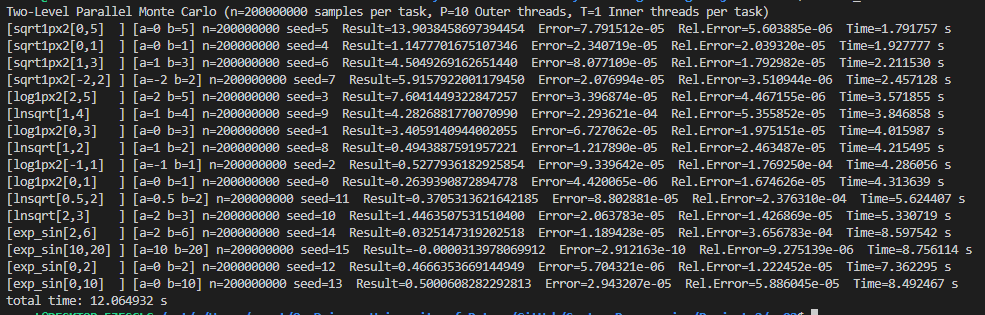 Two-Level Parallel Monte Carlo (n=200000000 samples per task, P=10 Outer threads, T=1 Inner threads per task)
[sqrt1px2[0,5]   ] [a=0 b=5] n=200000000 seed=5  Result=13.9038458697394454  Error=7.791512e-05  Rel.Error=5.603885e-06  Time=1.791757 s
[sqrt1px2[0,1]   ] [a=0 b=1] n=200000000 seed=4  Result=1.1477701675107346  Error=2.340719e-05  Rel.Error=2.039320e-05  Time=1.927777 s
[sqrt1px2[1,3]   ] [a=1 b=3] n=200000000 seed=6  Result=4.5049269162651440  Error=8.077109e-05  Rel.Error=1.792982e-05  Time=2.211530 s
[sqrt1px2[-2,2]  ] [a=-2 b=2] n=200000000 seed=7  Result=5.9157922001179450  Error=2.076994e-05  Rel.Error=3.510944e-06  Time=2.457128 s
[log1px2[2,5]    ] [a=2 b=5] n=200000000 seed=3  Result=7.6041449322847257  Error=3.396874e-05  Rel.Error=4.467155e-06  Time=3.571855 s
[lnsqrt[1,4]     ] [a=1 b=4] n=200000000 seed=9  Result=4.2826881770070990  Error=2.293621e-04  Rel.Error=5.355852e-05  Time=3.846858 s
[log1px2[0,3]    ] [a=0 b=3] n=200000000 seed=1  Result=3.4059140944002055  Error=6.727062e-05  Rel.Error=1.975151e-05  Time=4.015987 s
[lnsqrt[1,2]     ] [a=1 b=2] n=200000000 seed=8  Result=0.4943887591957221  Error=1.217890e-05  Rel.Error=2.463487e-05  Time=4.215495 s
[log1px2[-1,1]   ] [a=-1 b=1] n=200000000 seed=2  Result=0.5277936182925854  Error=9.339642e-05  Rel.Error=1.769250e-04  Time=4.286056 s
[log1px2[0,1]    ] [a=0 b=1] n=200000000 seed=0  Result=0.2639390872894778  Error=4.420065e-06  Rel.Error=1.674626e-05  Time=4.313639 s
[lnsqrt[0.5,2]   ] [a=0.5 b=2] n=200000000 seed=11  Result=0.3705313621642185  Error=8.802881e-05  Rel.Error=2.376310e-04  Time=5.624407 s
[lnsqrt[2,3]     ] [a=2 b=3] n=200000000 seed=10  Result=1.4463507531510400  Error=2.063783e-05  Rel.Error=1.426869e-05  Time=5.330719 s
[exp_sin[2,6]    ] [a=2 b=6] n=200000000 seed=14  Result=0.0325147319202518  Error=1.189428e-05  Rel.Error=3.656783e-04  Time=8.597542 s
[exp_sin[10,20]  ] [a=10 b=20] n=200000000 seed=15  Result=-0.0000313978069912  Error=2.912163e-10  Rel.Error=9.275139e-06  Time=8.756114 s
[exp_sin[0,2]    ] [a=0 b=2] n=200000000 seed=12  Result=0.4666353669144949  Error=5.704321e-06  Rel.Error=1.222452e-05  Time=7.362295 s
[exp_sin[0,10]   ] [a=0 b=10] n=200000000 seed=13  Result=0.5000608282292813  Error=2.943207e-05  Rel.Error=5.886045e-05  Time=8.492467 s
total time: 12.064932 s